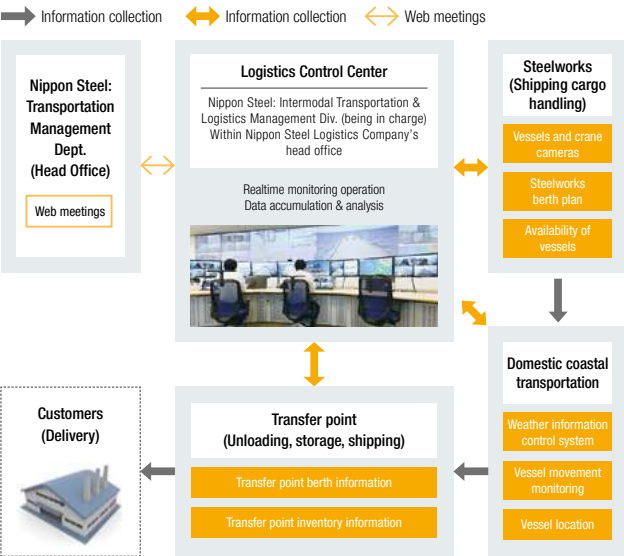 Information collection
Information collection
Web meetings
Nippon Steel:
Transportation
Management
Dept.
(Head Office)
Web meetings
Logistics Control Center
Nippon Steel: Intermodal Transportation &
Logistics Management Div. (being in charge)
Within Nippon Steel Logistics Company's
head office
Realtime monitoring operation
Data accumulation & analysis
Steelworks
(Shipping cargo
handling)
Vessels and crane
cameras
Steelworks
berth plan
Availability of
vessels
Domestic coastal
transportation
Weather information
control system
Vessel movement
monitoring
Vessel location
Transfer point
(Unloading, storage, shipping)
Transfer point berth information
Transfer point inventory information
Customers
(Delivery)